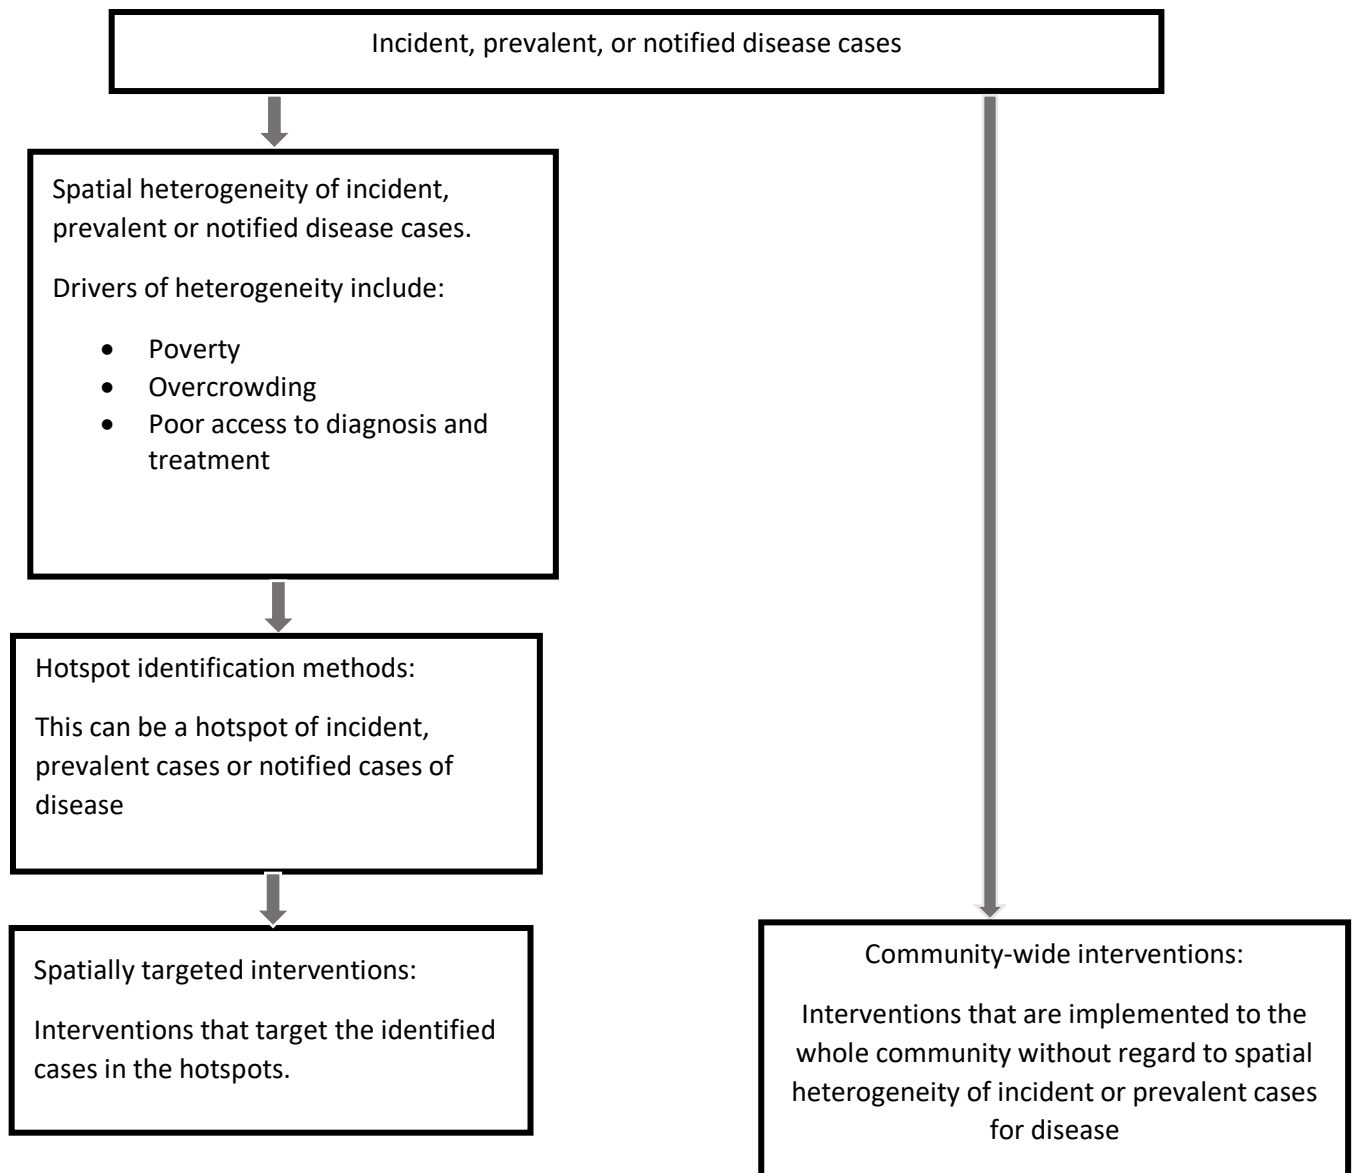 Incident, prevalent, or notified disease cases
Spatial heterogeneity of incident,
prevalent or notified disease cases.
Drivers of heterogeneity include:
• Poverty
• Overcrowding
• Poor access to diagnosis and
treatment
Hotspot identification methods:
This can be a hotspot of incident,
prevalent cases or notified cases of
disease
Spatially targeted interventions:
Interventions that target the identified
cases in the hotspots.
Community-wide interventions:
Interventions that are implemented to the
whole community without regard to spatial
heterogeneity of incident or prevalent cases
for disease